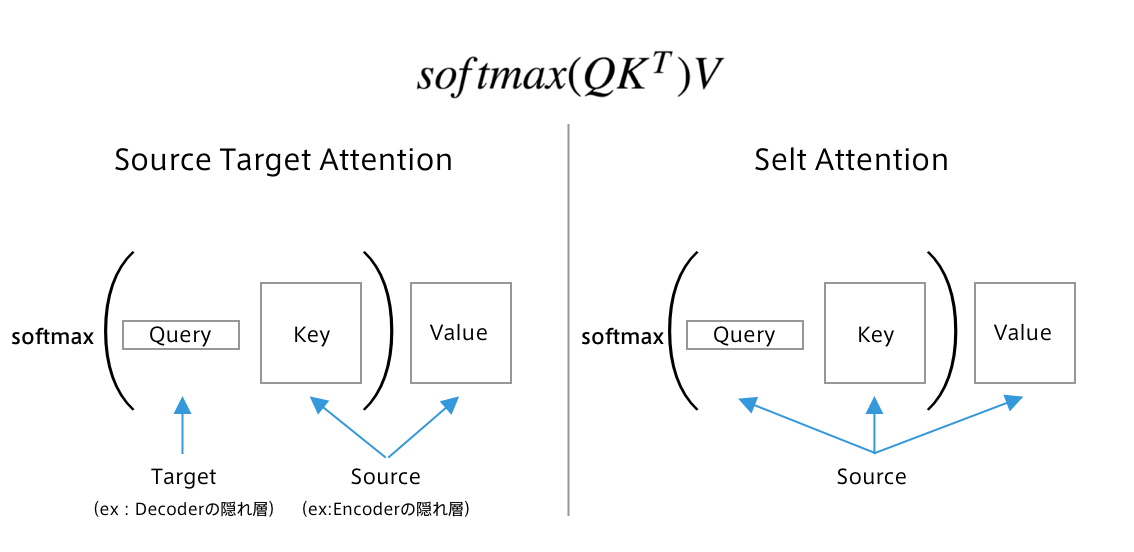 softmax(QK^T)V
Source Target Attention
softmax
Query
Key
Value
Target
(ex : Decoderの隠れ層)
Source
(ex:Encoderの隠れ層)
Selt Attention
softmax
Query
Key
Value
Source